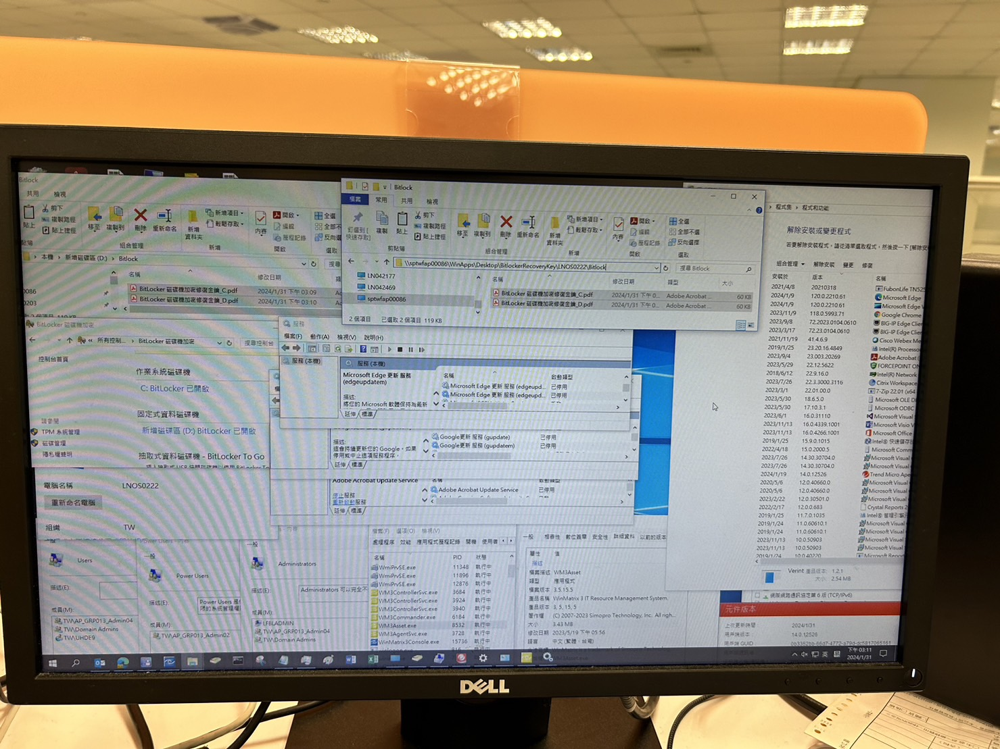 Bitlock
共用 檢視
貼上
剪下
複製路徑
貼上捷徑
移至
複製到
刪除
重新命名
新增
資料夾
新增項目
輕鬆存取
內容
開啟
編輯
歷程記錄
全選
組合管理
新增
開啟
選取
本機 › 新增磁碟區 (D:) › Bitlock
名稱 修改日期
BitLocker 磁碟機加密修復金鑰_C.pdf 2024/1/31 下午 03:09
BitLocker 磁碟機加密修復金鑰_D.pdf 2024/1/31 下午 03:10
Bitlock
檔案 常用 共用 檢視
複製
貼上
剪下
複製路徑
貼上捷徑
移至
複製到
刪除
重新命名
新增
資料夾
新增項目
輕鬆存取
內容
開啟
編輯
歷程記錄
全選
全部不選
反向選擇
剪貼簿 組合管理 新增 開啟 選取
\\sptwfap00086\WinApps\Desktop\BitlockerRecoveryKey\LNOS0222\Bitlock
搜尋 Bitlock
LN042177
LN042469
sptwfap00086
名稱 修改日期 類型 大小
BitLocker 磁碟機加密修復金鑰_C.pdf 2024/1/31 下午 0... Adobe Acrobat ... 60 KB
BitLocker 磁碟機加密修復金鑰_D.pdf 2024/1/31 下午 0... Adobe Acrobat ... 60 KB
2 個項目 已選取 2 個項目 119 KB
BitLocker 磁碟機加密
所有控制... › BitLocker 磁碟機加密
搜尋控制台
控制台首頁
作業系統磁碟機
C: BitLocker 已開啟
固定式資料磁碟機
新增磁碟區 (D:) BitLocker 已開啟
抽取式資料磁碟機 - BitLocker To Go
請參閱
TPM 系統管理
磁碟管理
隱私權聲明
電腦名稱 LNOS0222
重新命名電腦
組織 TW
服務
檔案(F) 動作(A) 檢視(V) 說明(H)
服務 (本機)
服務 (本機)
Microsoft Edge 更新 服務
(edgeupdatem)
描述:
將您的 Microsoft 軟體保持為最新
名稱 啟動類型
Microsoft Edge 更新 服務 (edgeupd... 已停用
Microsoft Edge 更新 服務 (edgeupd... 已停用
延伸 標準
描述:
這會持續更新您的 Google。如果
停用或中止這項服務程序，
Google更新 服務 (gupdate) 已停用
Google更新 服務 (gupdatem) 已停用
延伸 標準
Adobe Acrobat Update Service
停止服務
重新啟動服務
Adobe Acrobat Update Service 已停用
延伸 標準
一般
Users
描述(E):
成員(M):
TW\AP_GRP013_Admin04
TW\Domain Admins
TW\UHDE9
一般
Power Users
描述(E):
成員(M):
TW\AP_GRP013_Admin02
一般
Administrators
描述(E): Administrators 可以完全不
成員(M):
LFBLADMIN
TW\AP_GRP013_Admin04
TW\Domain Admins
檔案(F) 選項(O) 檢視(V)
處理程序 效能 應用程式歷程記錄 開機 使用者
名稱 PID 狀態
WmiPrvSE.exe 11348 執行中
WmiPrvSE.exe 11896 執行中
WmiPrvSE.exe 12876 執行中
WM3ControllerSvc.exe 3684 執行中
WM3ControllerSvc.exe 3924 執行中
WM3ControllerSvc.exe 3940 執行中
WM3Commander.exe 6184 執行中
WM3Asset.exe 8532 執行中
WM3AgentSvc.exe 3728 執行中
WinMatrix3Console.exe 15736 執行中
一般 相容性 數位簽章 安全性 詳細資料 以前的版本
屬性 值
描述
檔案描述 WM3Asset
類型 應用程式
檔案版本 3.5.15.5
產品名稱 WinMatrix 3 IT Resource Management System.
產品版本 3, 5, 15, 5
著作權 (C) 2007-2023 Simopro Technology, Inc. All righ...
大小 3.43 MB
修改日期 2023/5/19 下午 05:56
語言 中文 (繁體，台灣)
程式集 › 程式和功能
解除安裝或變更程式
若要解除安裝程式，請從清單選取程式，然後按一下 [解除安
組合管理 解除安裝 變更 修復
安裝於 版本 名稱
2021/4/8 20210318 FubonLife TN525
2024/1/9 120.0.2210.61 Microsoft Edge
2024/1/9 120.0.2210.61 Microsoft Edge
2023/11/9 118.0.5993.71 Google Chrome
2023/9/8 72.2023.0104.0610 BIG-IP Edge Clie
2023/3/17 72.23.0104.0610 BIG-IP Edge Clie
2021/11/19 41.4.6.9 Cisco Webex Me
2019/1/25 23.20.16.4849 Intel(R) Processo
2023/9/4 23.003.20269 Adobe Acrobat
2023/5/29 22.12.5622 FORCEPOINT ON
2018/6/12 22.9.16.0 Intel(R) Network
2023/7/26 22.3.3000.3116 Citrix Workspace
2023/3/1 22.01.00.0 7-Zip 22.01 (x64
2023/5/30 18.6.5.0 Microsoft OLE D
2023/5/30 17.10.3.1 Microsoft ODBC
2023/6/1 16.0.31110 Microsoft Visual
2023/11/13 16.0.4339.1001 Microsoft Visio V
2023/11/13 16.0.4266.1001 Microsoft Office
2019/1/25 15.9.0.1015 Intel® 快速儲存技
2022/4/18 15.0.2000.5 Microsoft Comm
2023/7/26 14.30.30704.0 Microsoft Visual
2023/7/26 14.30.30704.0 Microsoft Visual
2024/1/19 14.0.12526 Trend Micro Ape
2020/5/6 12.0.40660.0 Microsoft Visual
2020/5/6 12.0.40660.0 Microsoft Visual
2023/2/22 12.0.30501.0 Microsoft Visual
2022/2/17 12.0.0.683 Crystal Reports 2
2019/1/25 11.7.0.1035 Intel® 管理引擎元
2019/1/24 11.0.60610.1 Microsoft Visual
2019/1/24 11.0.60610.1 Microsoft Visual
2023/11/13 10.0.50903 Microsoft Visual
2023/11/13 10.0.50903 Microsoft Visual
2019/1/24 10.0.40220 Microsoft Report
Verint 產品版本: 1.2.1
大小: 2.54 MB
網際網路通訊協定第 6 版 (TCP/IPv6)
元件版本
上次更新時間 2024/1/31
用戶端版本: 14.0.12526
用戶端 GUID
英
下午 03:11
2024/1/31
DELL